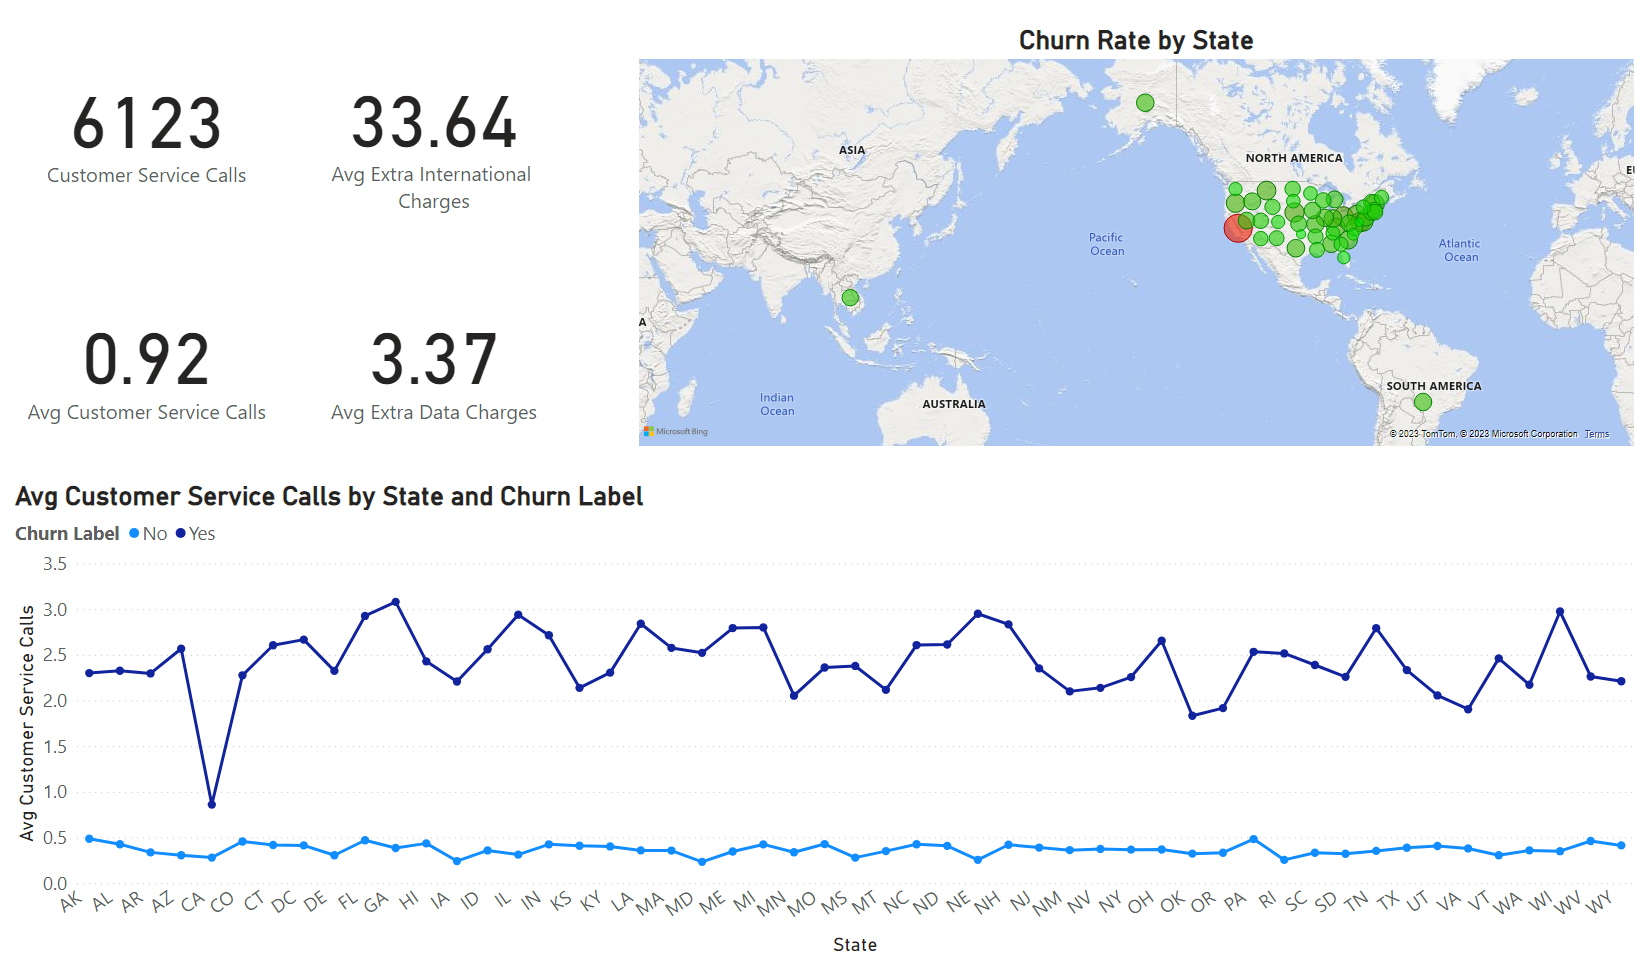 6123
Customer Service Calls
33.64
Avg Extra International
Charges
0.92
Avg Customer Service Calls
3.37
Avg Extra Data Charges
Churn Rate by State
ASIA
NORTH AMERICA
Pacific
Ocean
Atlantic
Ocean
A
EU
SOUTH AMERICA
AUSTRALIA
Indian
Ocean
Microsoft Bing
© 2023 TomTom, © 2023 Microsoft Corporation Terms
Avg Customer Service Calls by State and Churn Label
Churn Label No Yes
Avg Customer Service Calls
3.5
3.0
2.5
2.0
1.5
1.0
0.5
0.0
AK AL AR AZ CA CO CT DC DE FL GA HI IA ID IL IN KS KY LA MA MD ME MI MN MO MS MT NC ND NE NH NJ NM NV NY OH OK OR PA RI SC SD TN TX UT VA VT WA WI WV WY
State